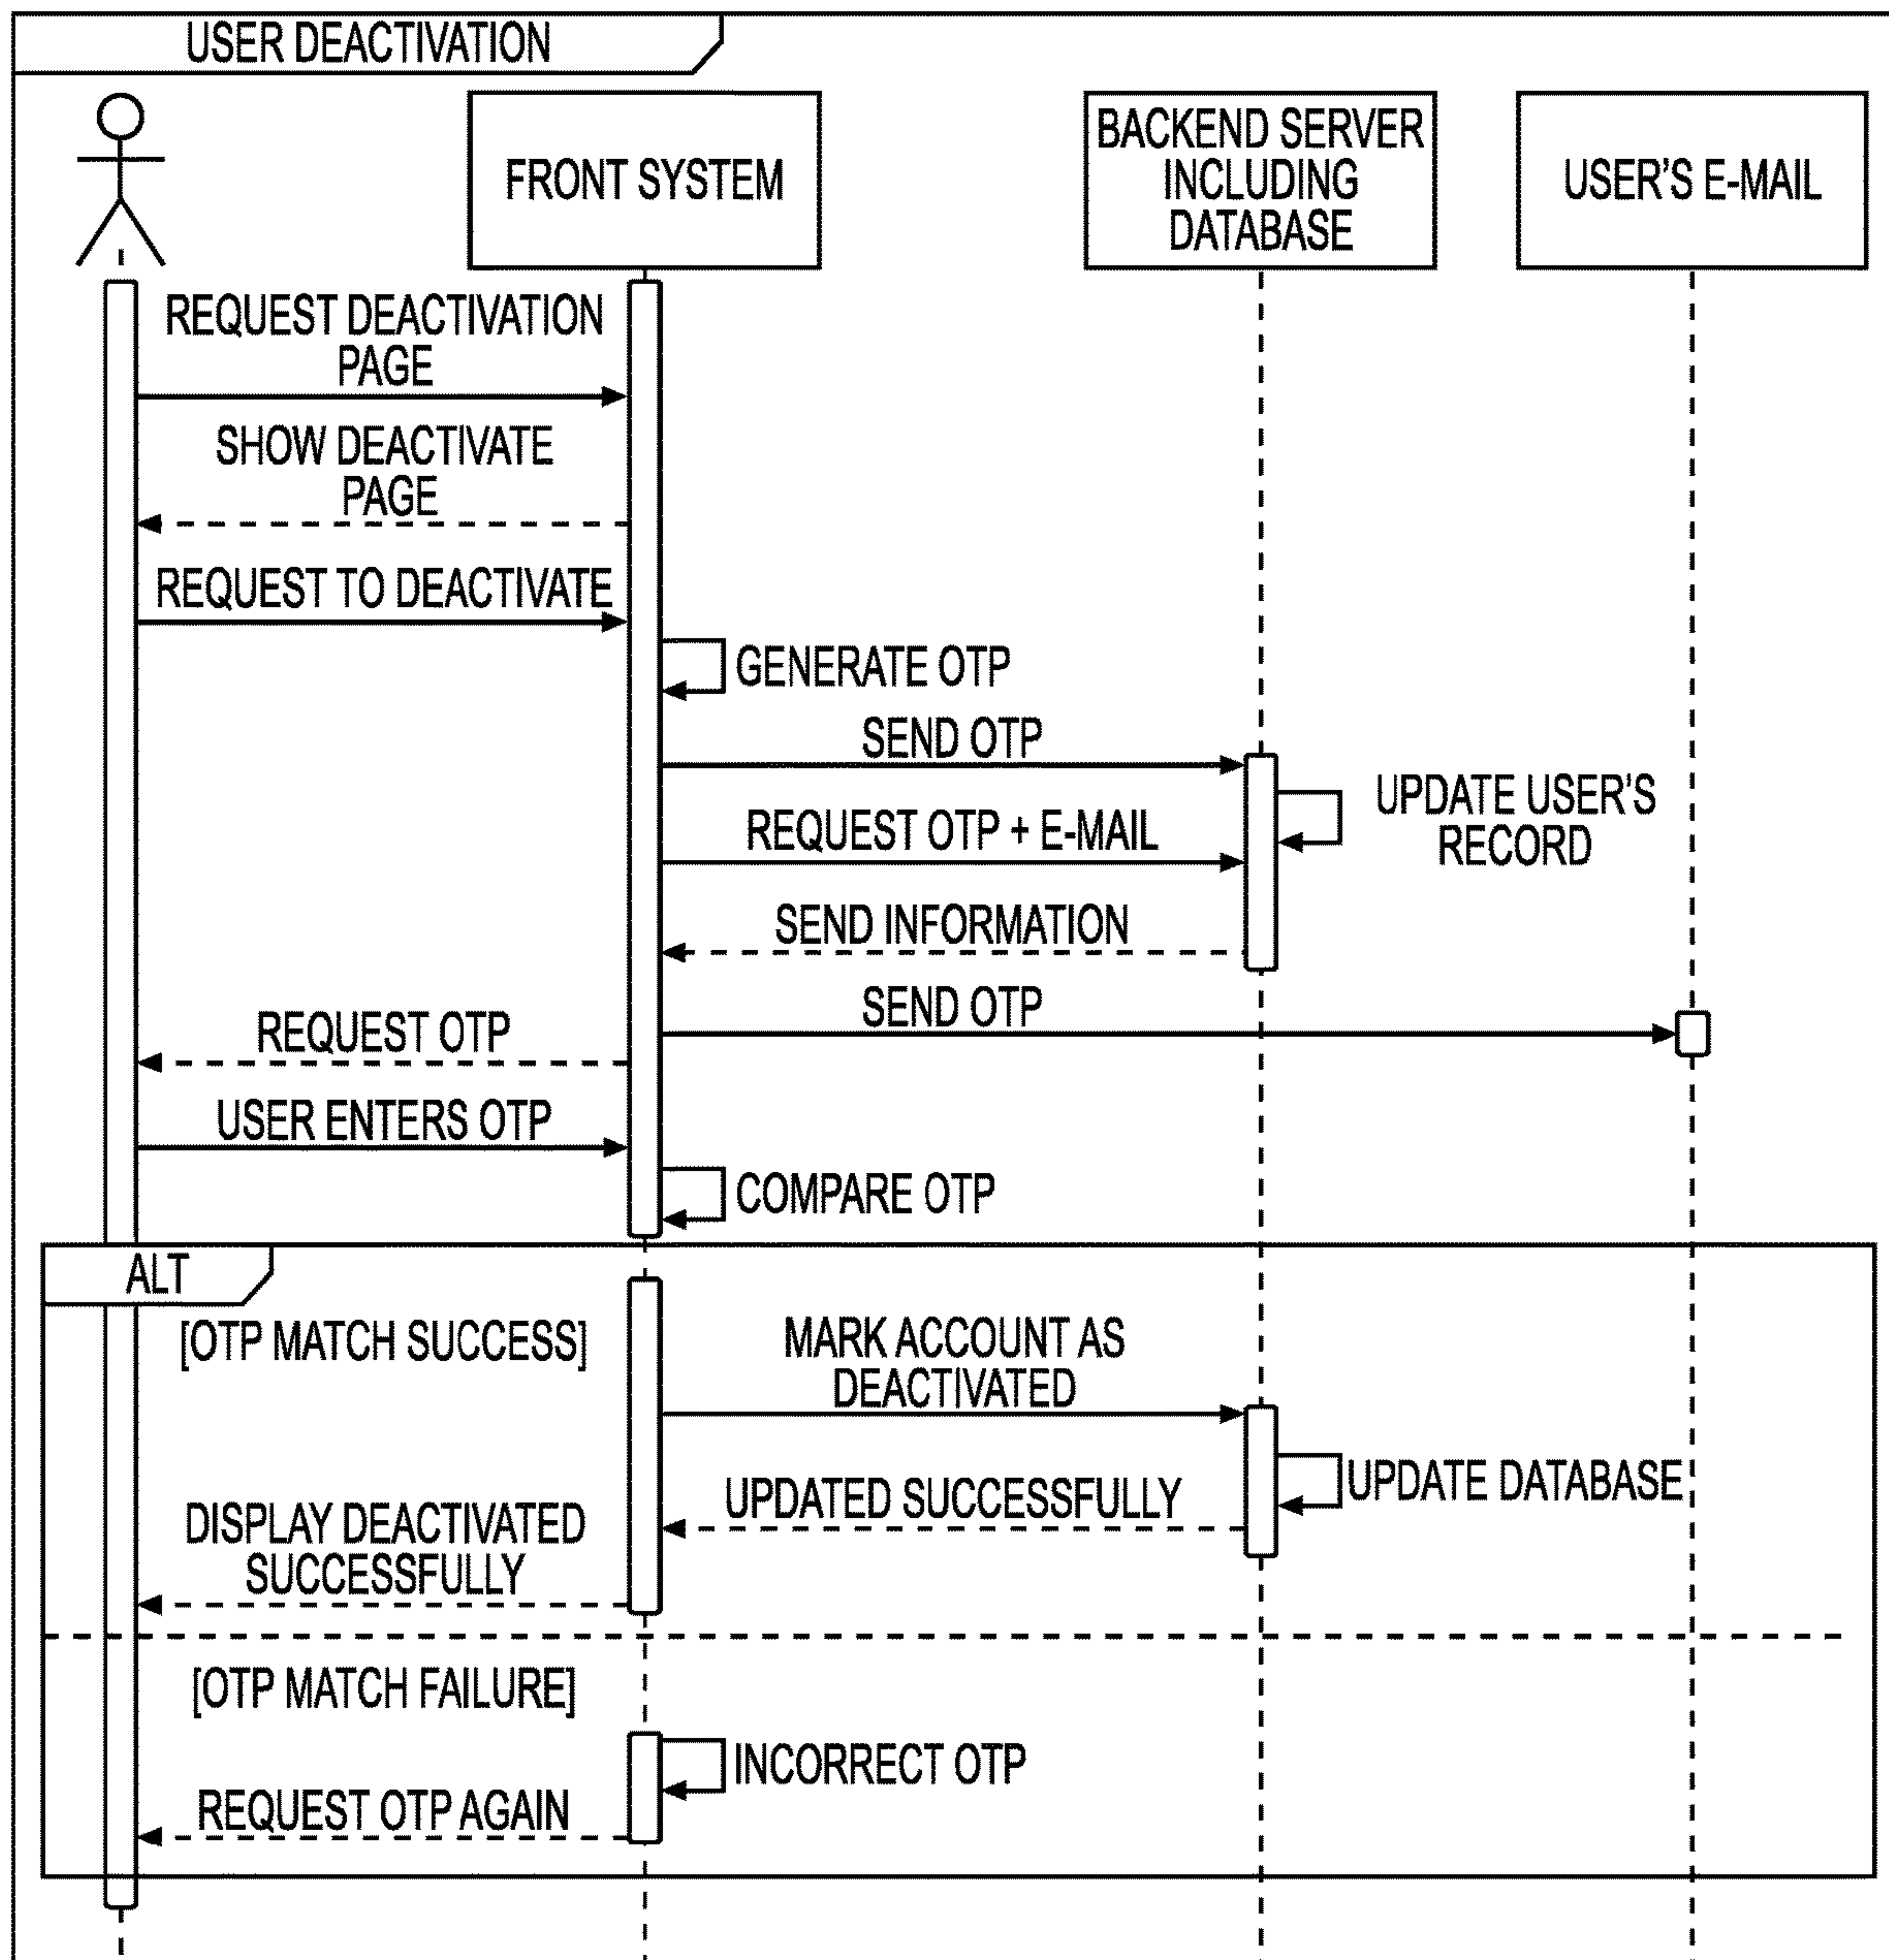 USER DEACTIVATION
FRONT SYSTEM
BACKEND SERVER
INCLUDING
DATABASE
USER'S E-MAIL
REQUEST DEACTIVATION
PAGE
SHOW DEACTIVATE
PAGE
REQUEST TO DEACTIVATE
GENERATE OTP
SEND OTP
UPDATE USER'S
RECORD
REQUEST OTP + E-MAIL
SEND INFORMATION
SEND OTP
REQUEST OTP
USER ENTERS OTP
COMPARE OTP
ALT
[OTP MATCH SUCCESS]
MARK ACCOUNT AS
DEACTIVATED
UPDATE DATABASE
UPDATED SUCCESSFULLY
DISPLAY DEACTIVATED
SUCCESSFULLY
[OTP MATCH FAILURE]
INCORRECT OTP
REQUEST OTP AGAIN